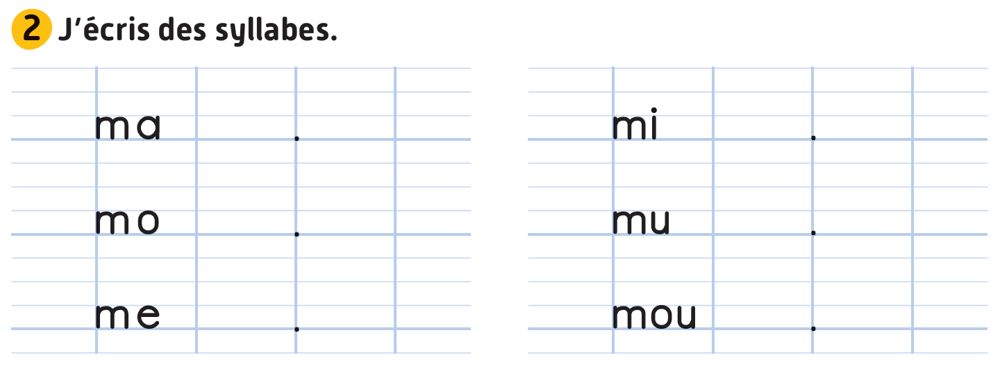 2 J'écris des syllabes.
ma .
mo .
me .
mi .
mu .
mou .